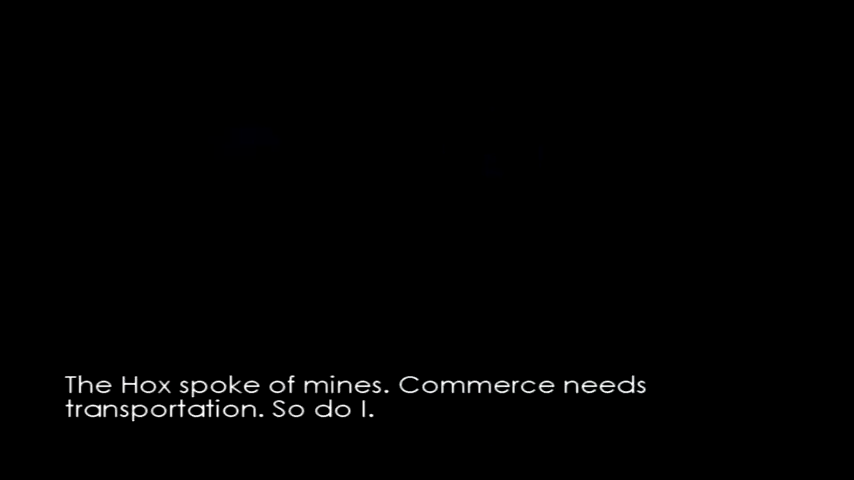 The Hox spoke of mines. Commerce needs
transportation. So do I.